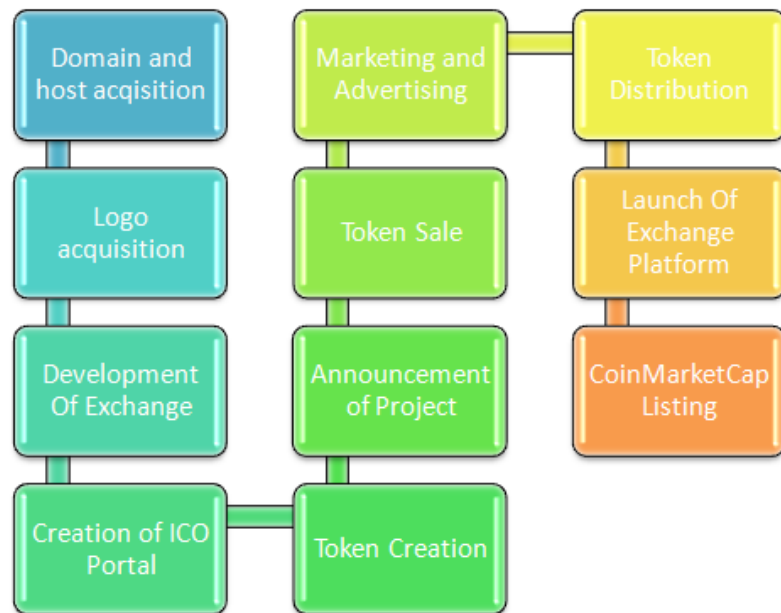 Domain and
host acqisition
Logo
acquisition
Development
Of Exchange
Creation of ICO
Portal
Token Creation
Announcement
of Project
Token Sale
Marketing and
Advertising
Token
Distribution
Launch Of
Exchange
Platform
CoinMarketCap
Listing